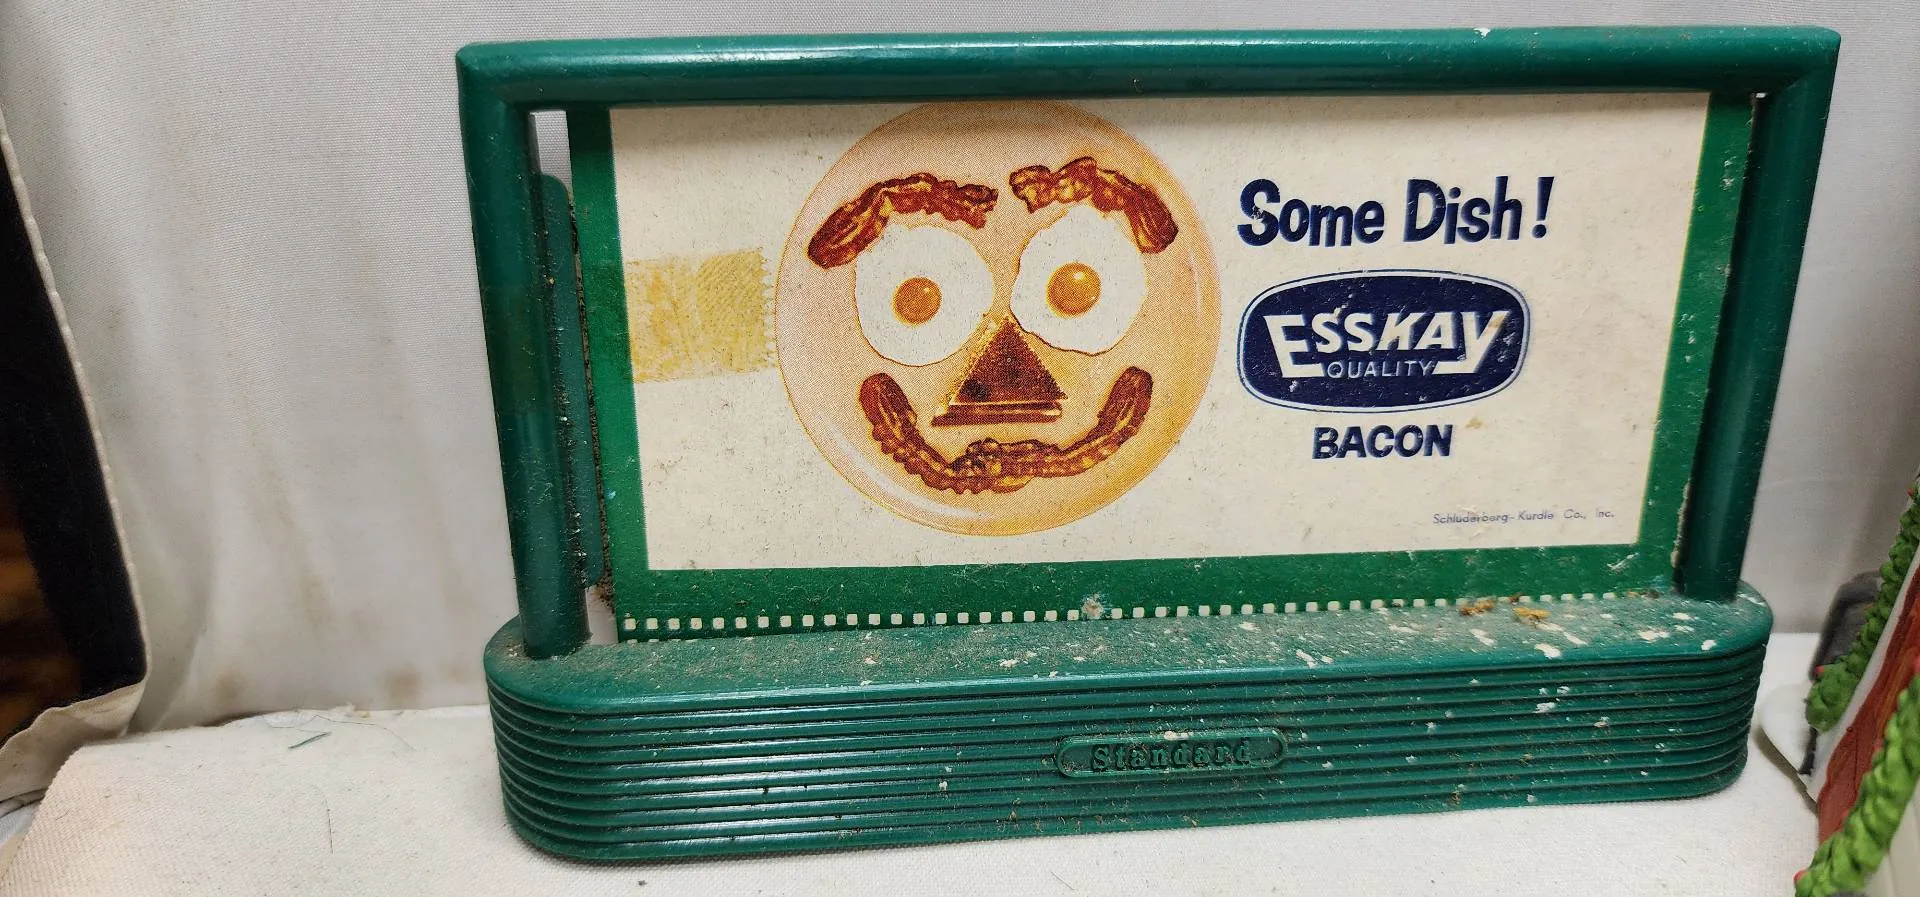 Some Dish!
ESSKAY
QUALITY
BACON
Schluderberg-Kurdle Co., Inc.
Standard